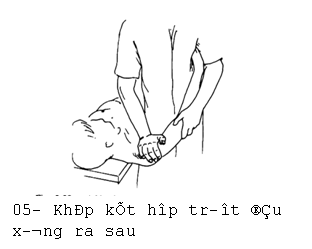 05- KhÐp kÕt hîp tr-ît ®Çu
x-¬ng ra sau